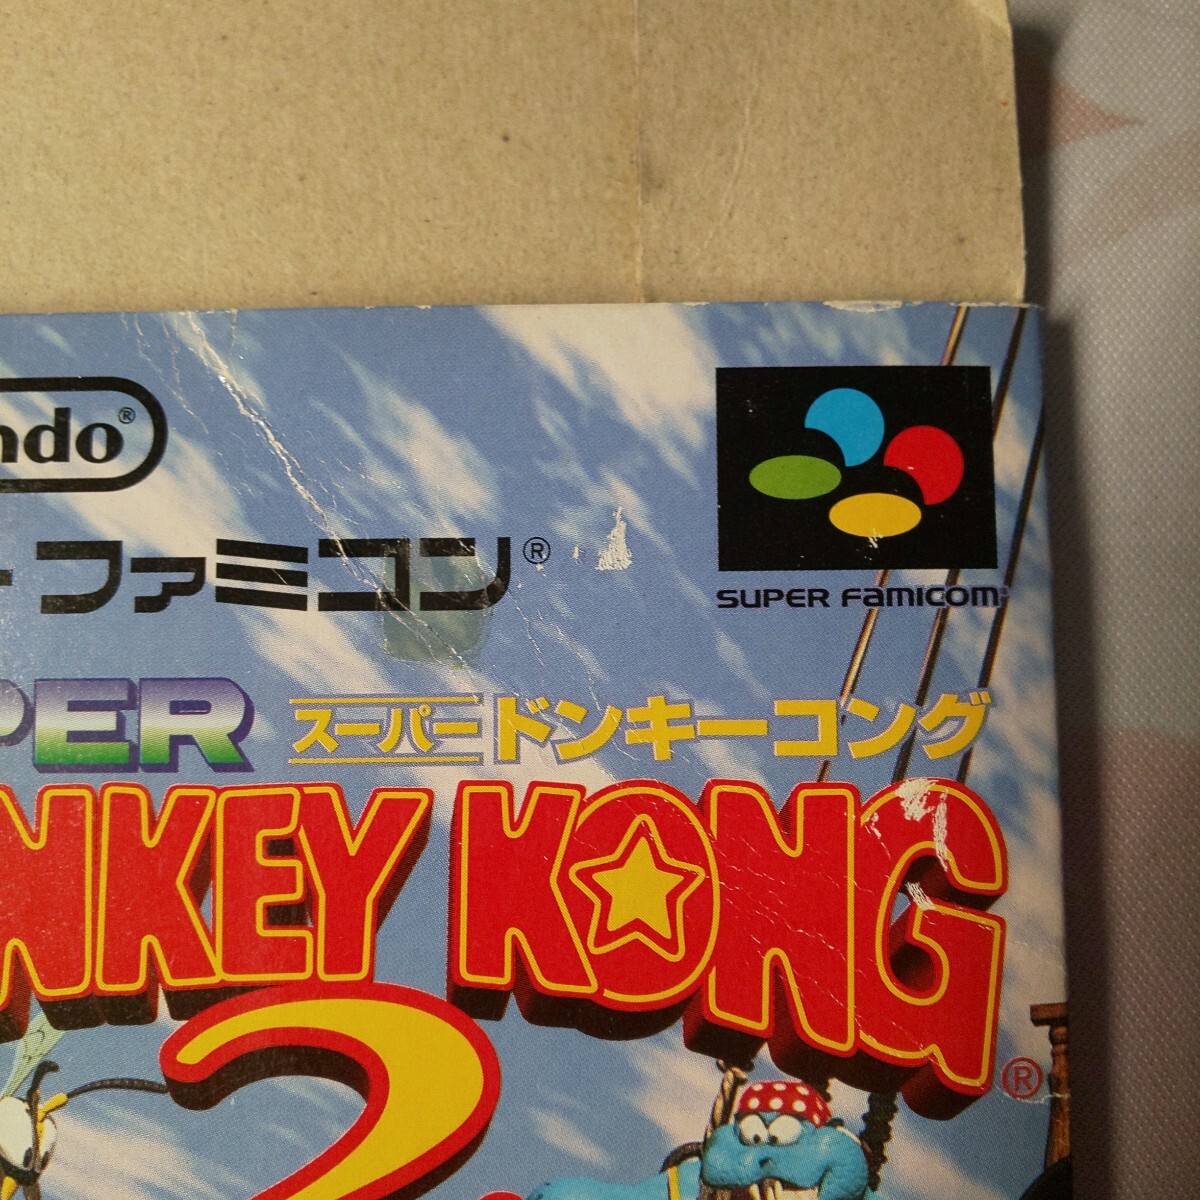 ndo®
ー ファミコン®
SUPER FAMICOM
PER スーパードンキーコング
NKEY KONG®
2